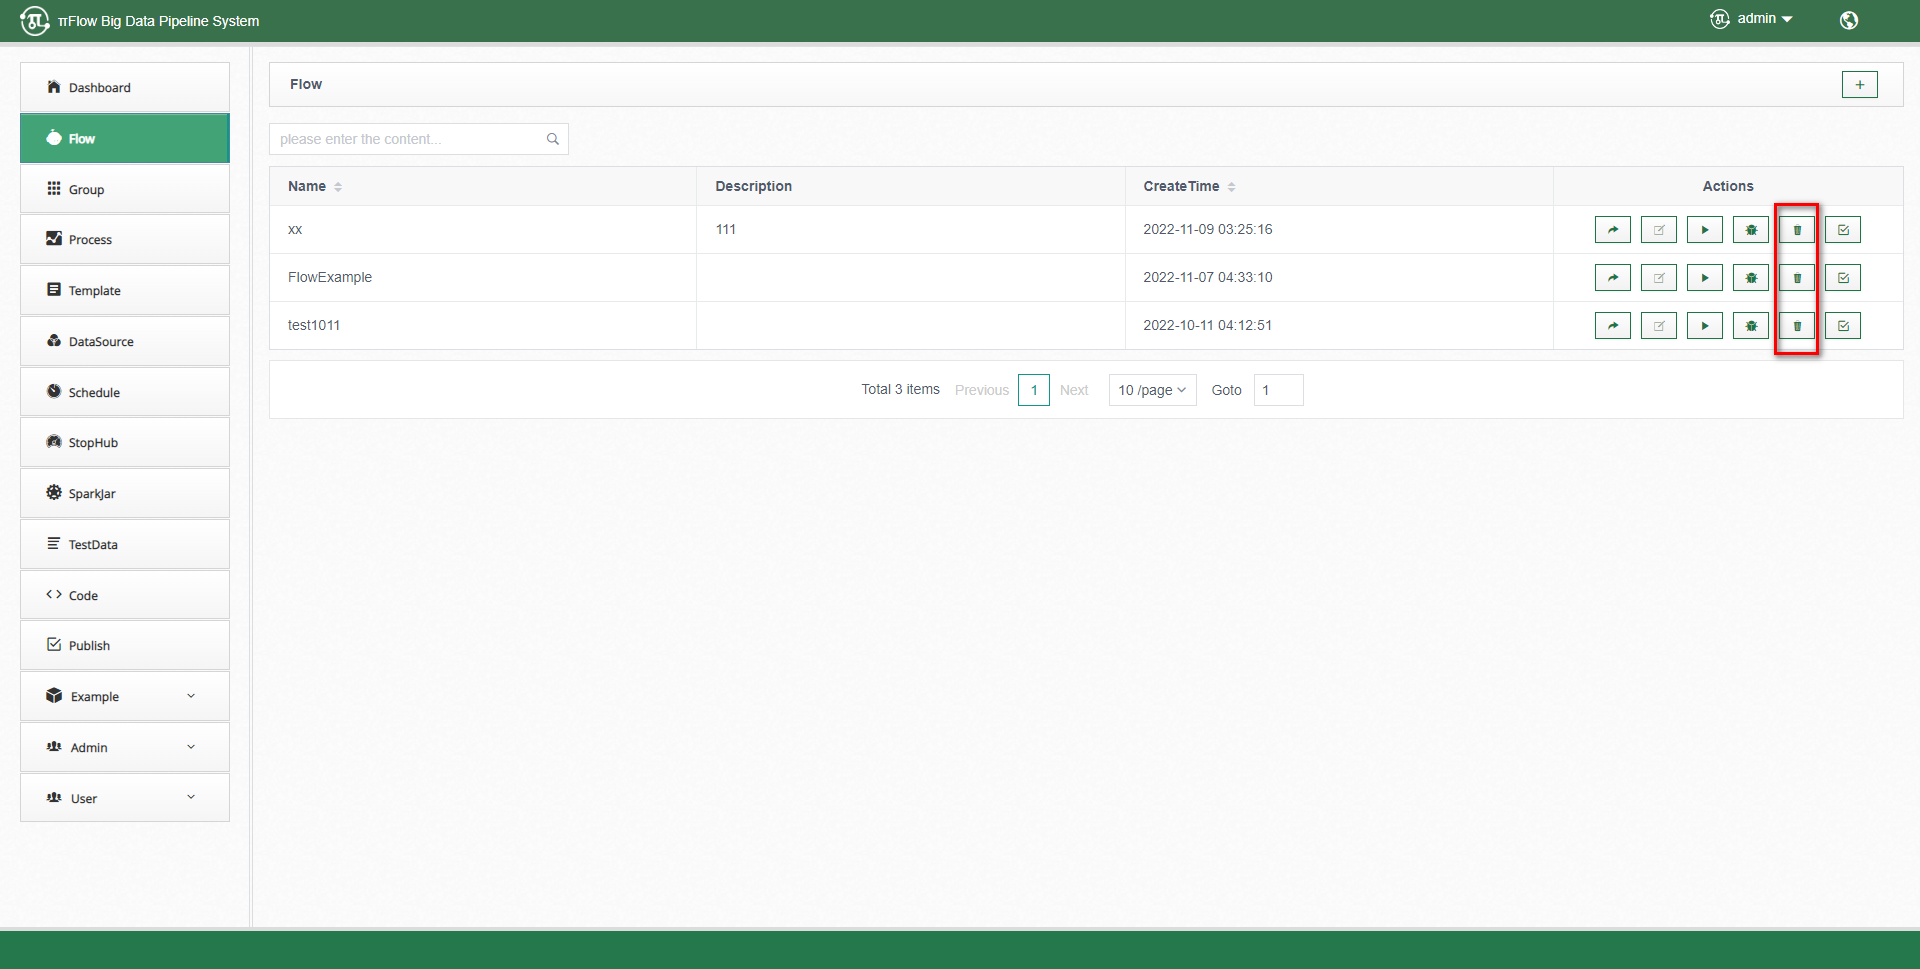 πFlow Big Data Pipeline System
admin
Dashboard
Flow
Group
Process
Template
DataSource
Schedule
StopHub
SparkJar
TestData
Code
Publish
Example
Admin
User
Flow
+
please enter the content...
Name Description CreateTime Actions
xx 111 2022-11-09 03:25:16
FlowExample 2022-11-07 04:33:10
test1011 2022-10-11 04:12:51
Total 3 items Previous 1 Next 10 /page Goto 1